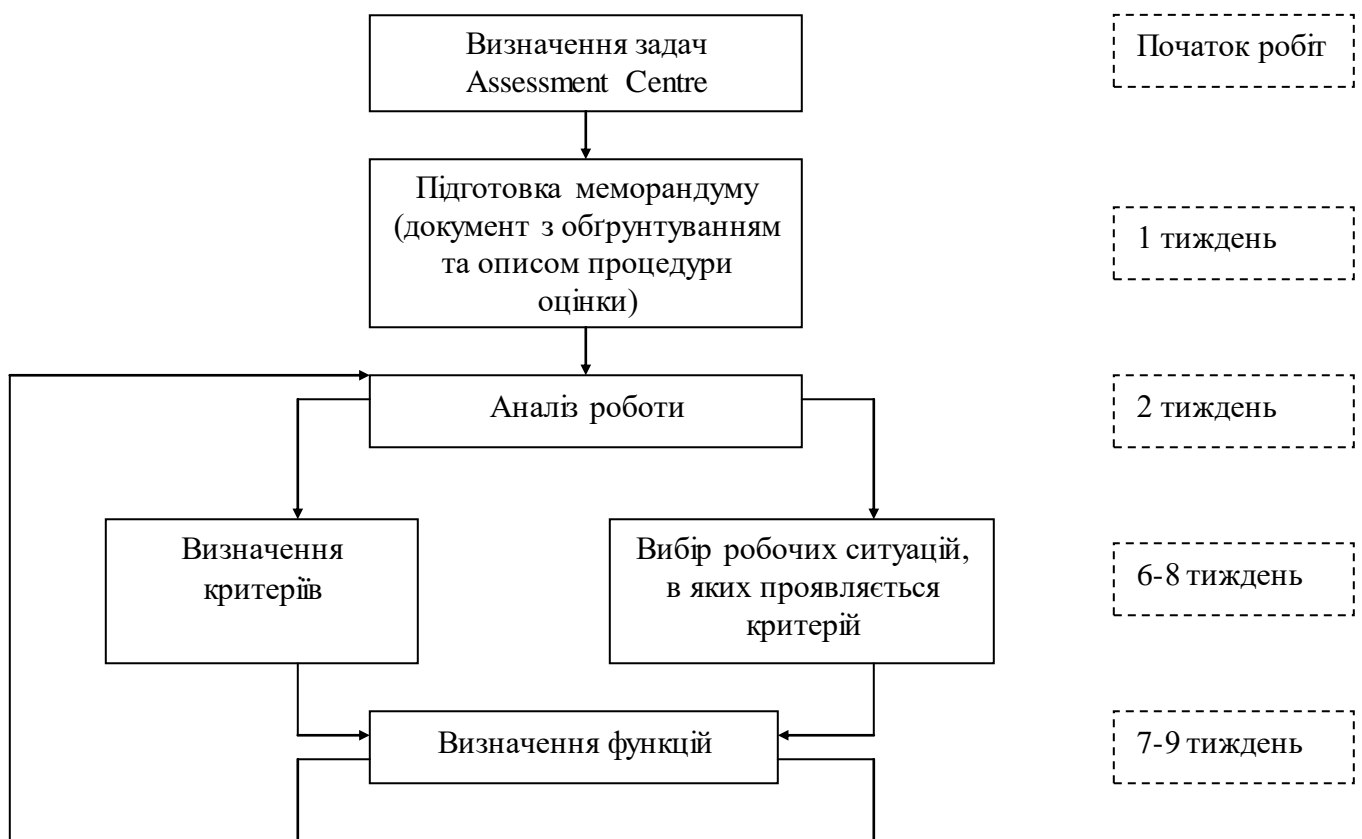 Визначення задач
Assessment Centre
Початок робіт
Підготовка меморандуму
(документ з обґрунтуванням
та описом процедури
оцінки)
1 тиждень
Аналіз роботи
2 тиждень
Визначення
критеріїв
Вибір робочих ситуацій,
в яких проявляється
критерій
6-8 тиждень
Визначення функцій
7-9 тиждень